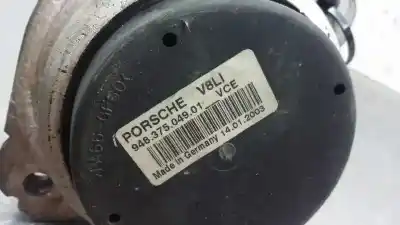 PORSCHE V8LI
948.375.049.01 VCE
Made in Germany 14.01.2003